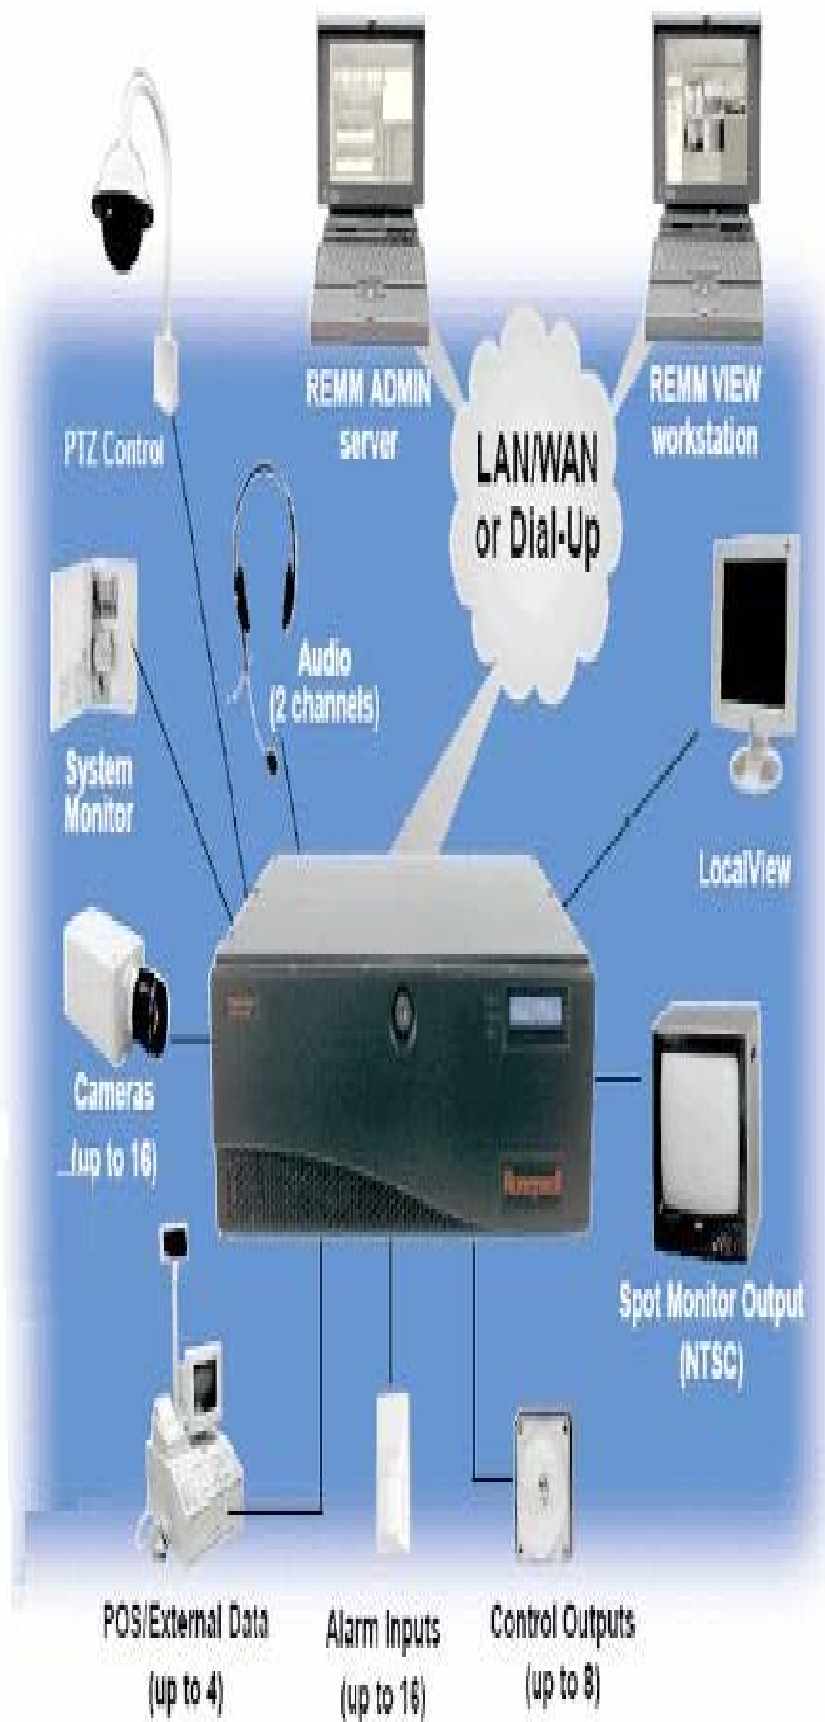 REMM ADMIN
server
REMM VIEW
workstation
PTZ Control
LAN/WAN
or Dial-Up
Audio
(2 channels)
System
Monitor
LocalView
Cameras
(up to 16)
Honeywell
Spot Monitor Output
(NTSC)
POS/External Data
(up to 4)
Alarm Inputs
(up to 16)
Control Outputs
(up to 8)